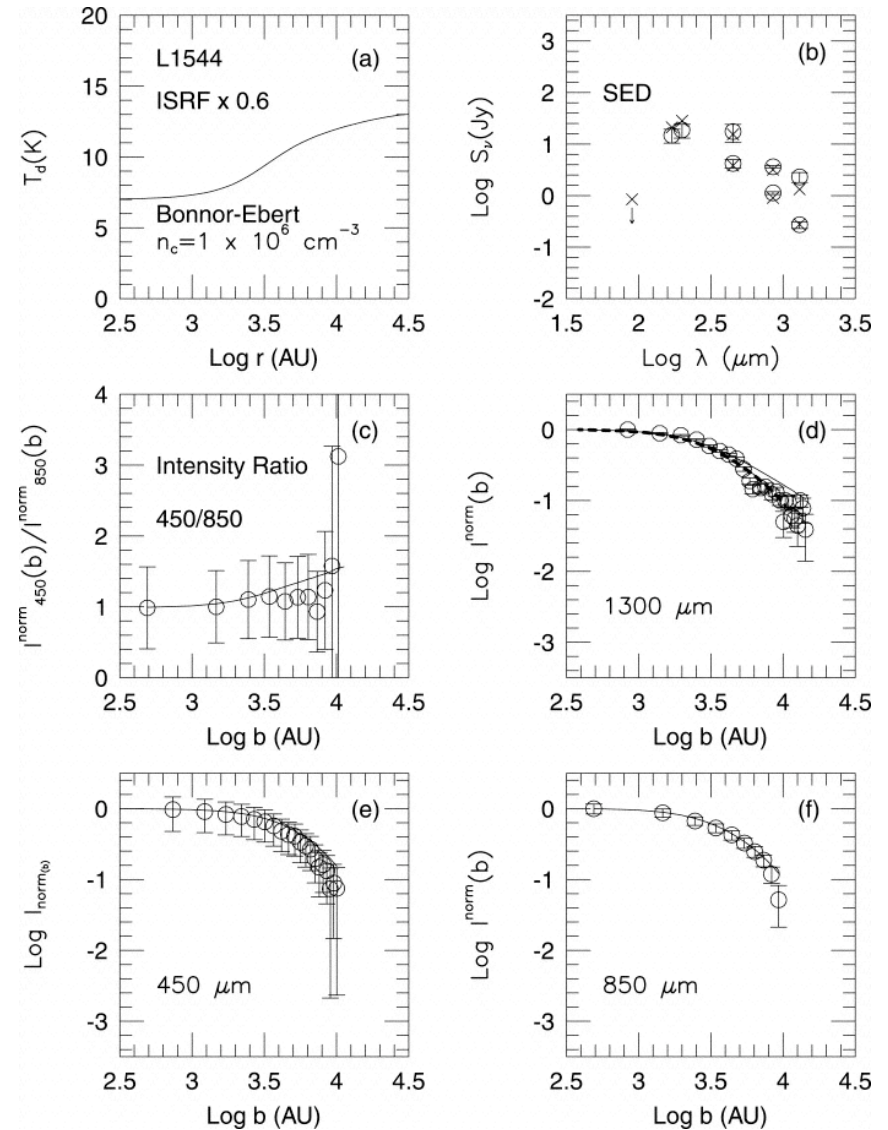 20
15
10
5
0
T_d(K)
L1544
(a)
ISRF x 0.6
Bonnor-Ebert
n_c=1 x 10^6 cm^-3
2.5 3 3.5 4 4.5
Log r (AU)
3
2
1
0
-1
-2
Log S_ν(Jy)
(b)
SED
1.5 2 2.5 3 3.5
Log λ (μm)
4
3
2
1
0
I^norm_450(b)/I^norm_850(b)
(c)
Intensity Ratio
450/850
2.5 3 3.5 4 4.5
Log b (AU)
0
-1
-2
-3
Log I^norm(b)
(d)
1300 μm
2.5 3 3.5 4 4.5
Log b (AU)
0
-1
-2
-3
Log I_norm(b)
(e)
450 μm
2.5 3 3.5 4 4.5
Log b (AU)
0
-1
-2
-3
Log I^norm(b)
(f)
850 μm
2.5 3 3.5 4 4.5
Log b (AU)